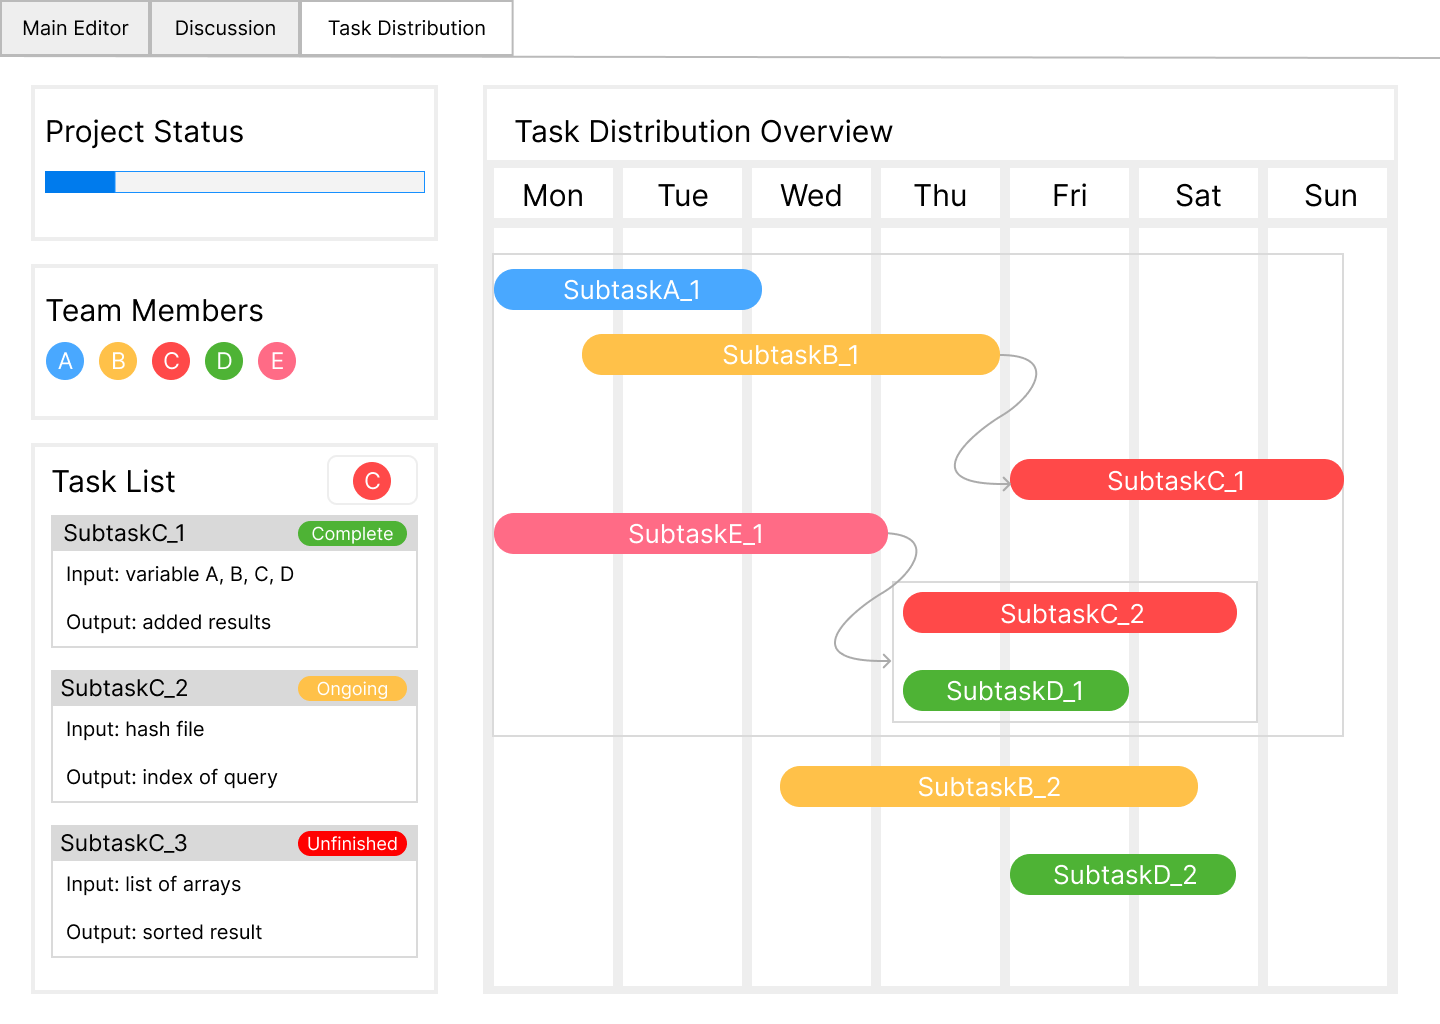 Main Editor
Discussion
Task Distribution
Project Status
Team Members
A B C D E
Task List
C
SubtaskC_1
Complete
Input: variable A, B, C, D
Output: added results
SubtaskC_2
Ongoing
Input: hash file
Output: index of query
SubtaskC_3
Unfinished
Input: list of arrays
Output: sorted result
Task Distribution Overview
Mon Tue Wed Thu Fri Sat Sun
SubtaskA_1
SubtaskB_1
SubtaskC_1
SubtaskE_1
SubtaskC_2
SubtaskD_1
SubtaskB_2
SubtaskD_2